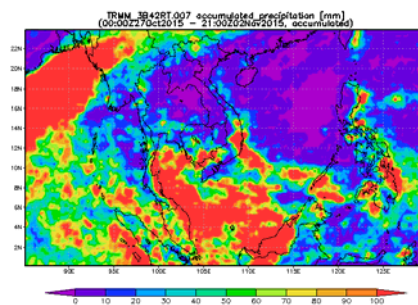 TRMM_3B42RT.007 accumulated precipitation [mm]
(00:00Z27Oct2015 - 21:00Z02Nov2015, accumulated)
22N
20N
18N
16N
14N
12N
10N
8N
6N
4N
2N
90E 95E 100E 105E 110E 115E 120E 125E
0 10 20 30 40 50 60 70 80 90 100